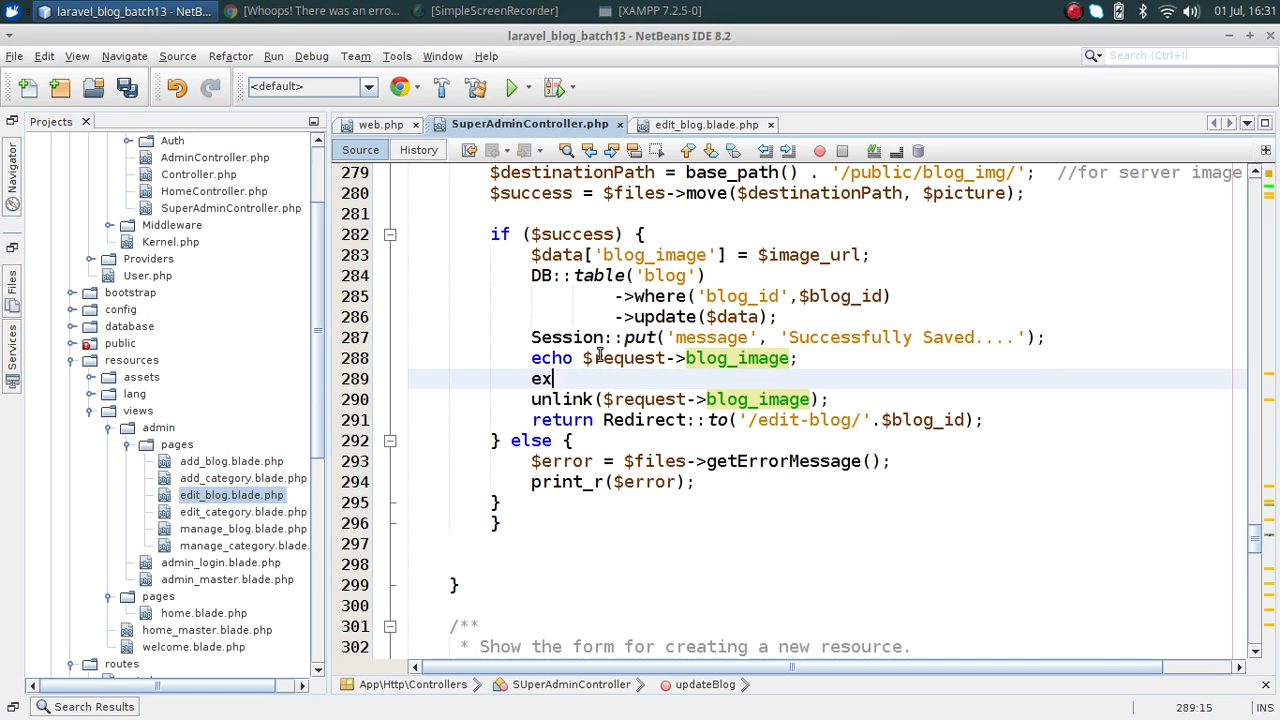 laravel_blog_batch13 - NetB...
[Whoops! There was an erro...
[SimpleScreenRecorder]
[XAMPP 7.2.5-0]
01 Jul, 16:31
laravel_blog_batch13 - NetBeans IDE 8.2
File Edit View Navigate Source Refactor Run Debug Team Tools Window Help
Search (Ctrl+I)
<default>
Projects
web.php
SuperAdminController.php
edit_blog.blade.php
Source History
Navigator
Files
Services
Auth
AdminController.php
Controller.php
HomeController.php
SuperAdminController.php
Middleware
Kernel.php
Providers
User.php
bootstrap
config
database
public
resources
assets
lang
views
admin
pages
add_blog.blade.php
add_category.blade.php
edit_blog.blade.php
edit_category.blade.php
manage_blog.blade.php
manage_category.blade.
admin_login.blade.php
admin_master.blade.php
pages
home.blade.php
home_master.blade.php
welcome.blade.php
routes
279 $destinationPath = base_path() . '/public/blog_img/'; //for server image
280 $success = $files->move($destinationPath, $picture);
281
282 if ($success) {
283 $data['blog_image'] = $image_url;
284 DB::table('blog')
285 ->where('blog_id',$blog_id)
286 ->update($data);
287 Session::put('message', 'Successfully Saved....');
288 echo $request->blog_image;
289 ex
290 unlink($request->blog_image);
291 return Redirect::to('/edit-blog/'.$blog_id);
292 } else {
293 $error = $files->getErrorMessage();
294 print_r($error);
295 }
296 }
297
298
299 }
300
301 /**
302 * Show the form for creating a new resource.
App\Http\Controllers
SUperAdminController
updateBlog
Search Results
289:15
INS